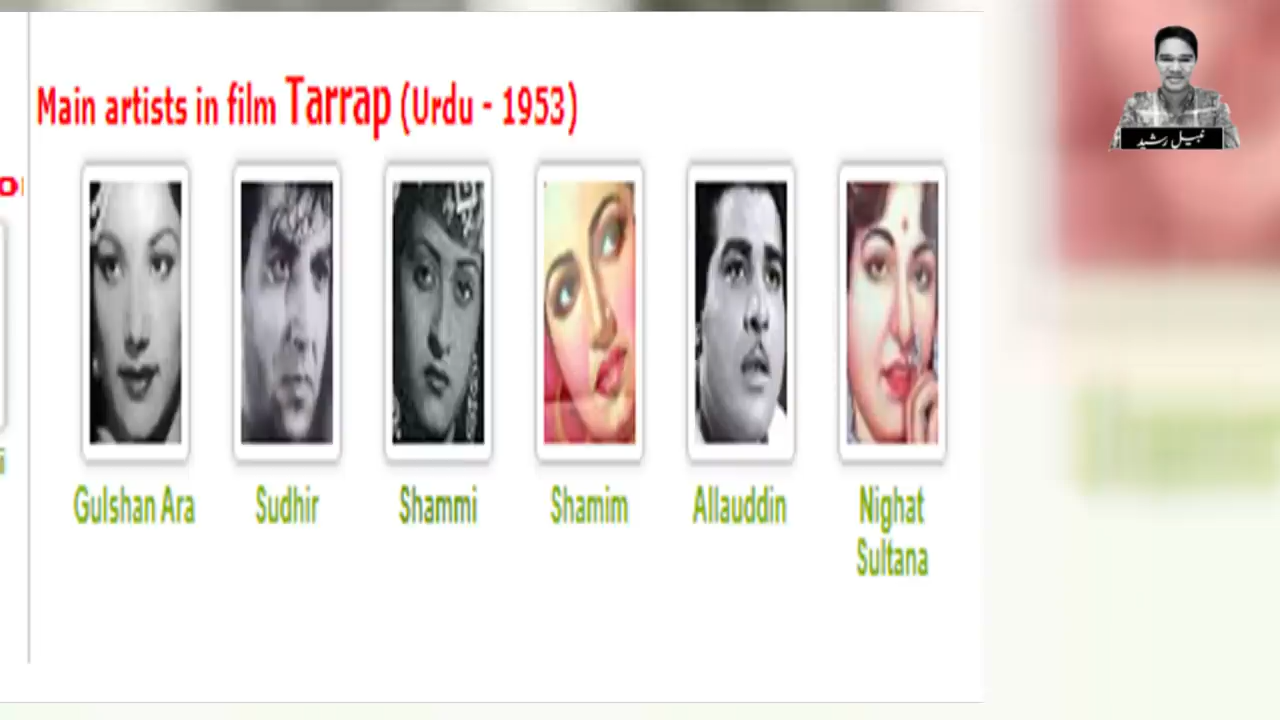 Main artists in film Tarrap (Urdu - 1953)
Gulshan Ara
Sudhir
Shammi
Shamim
Allauddin
Nighat
Sultana
نبیل رشید